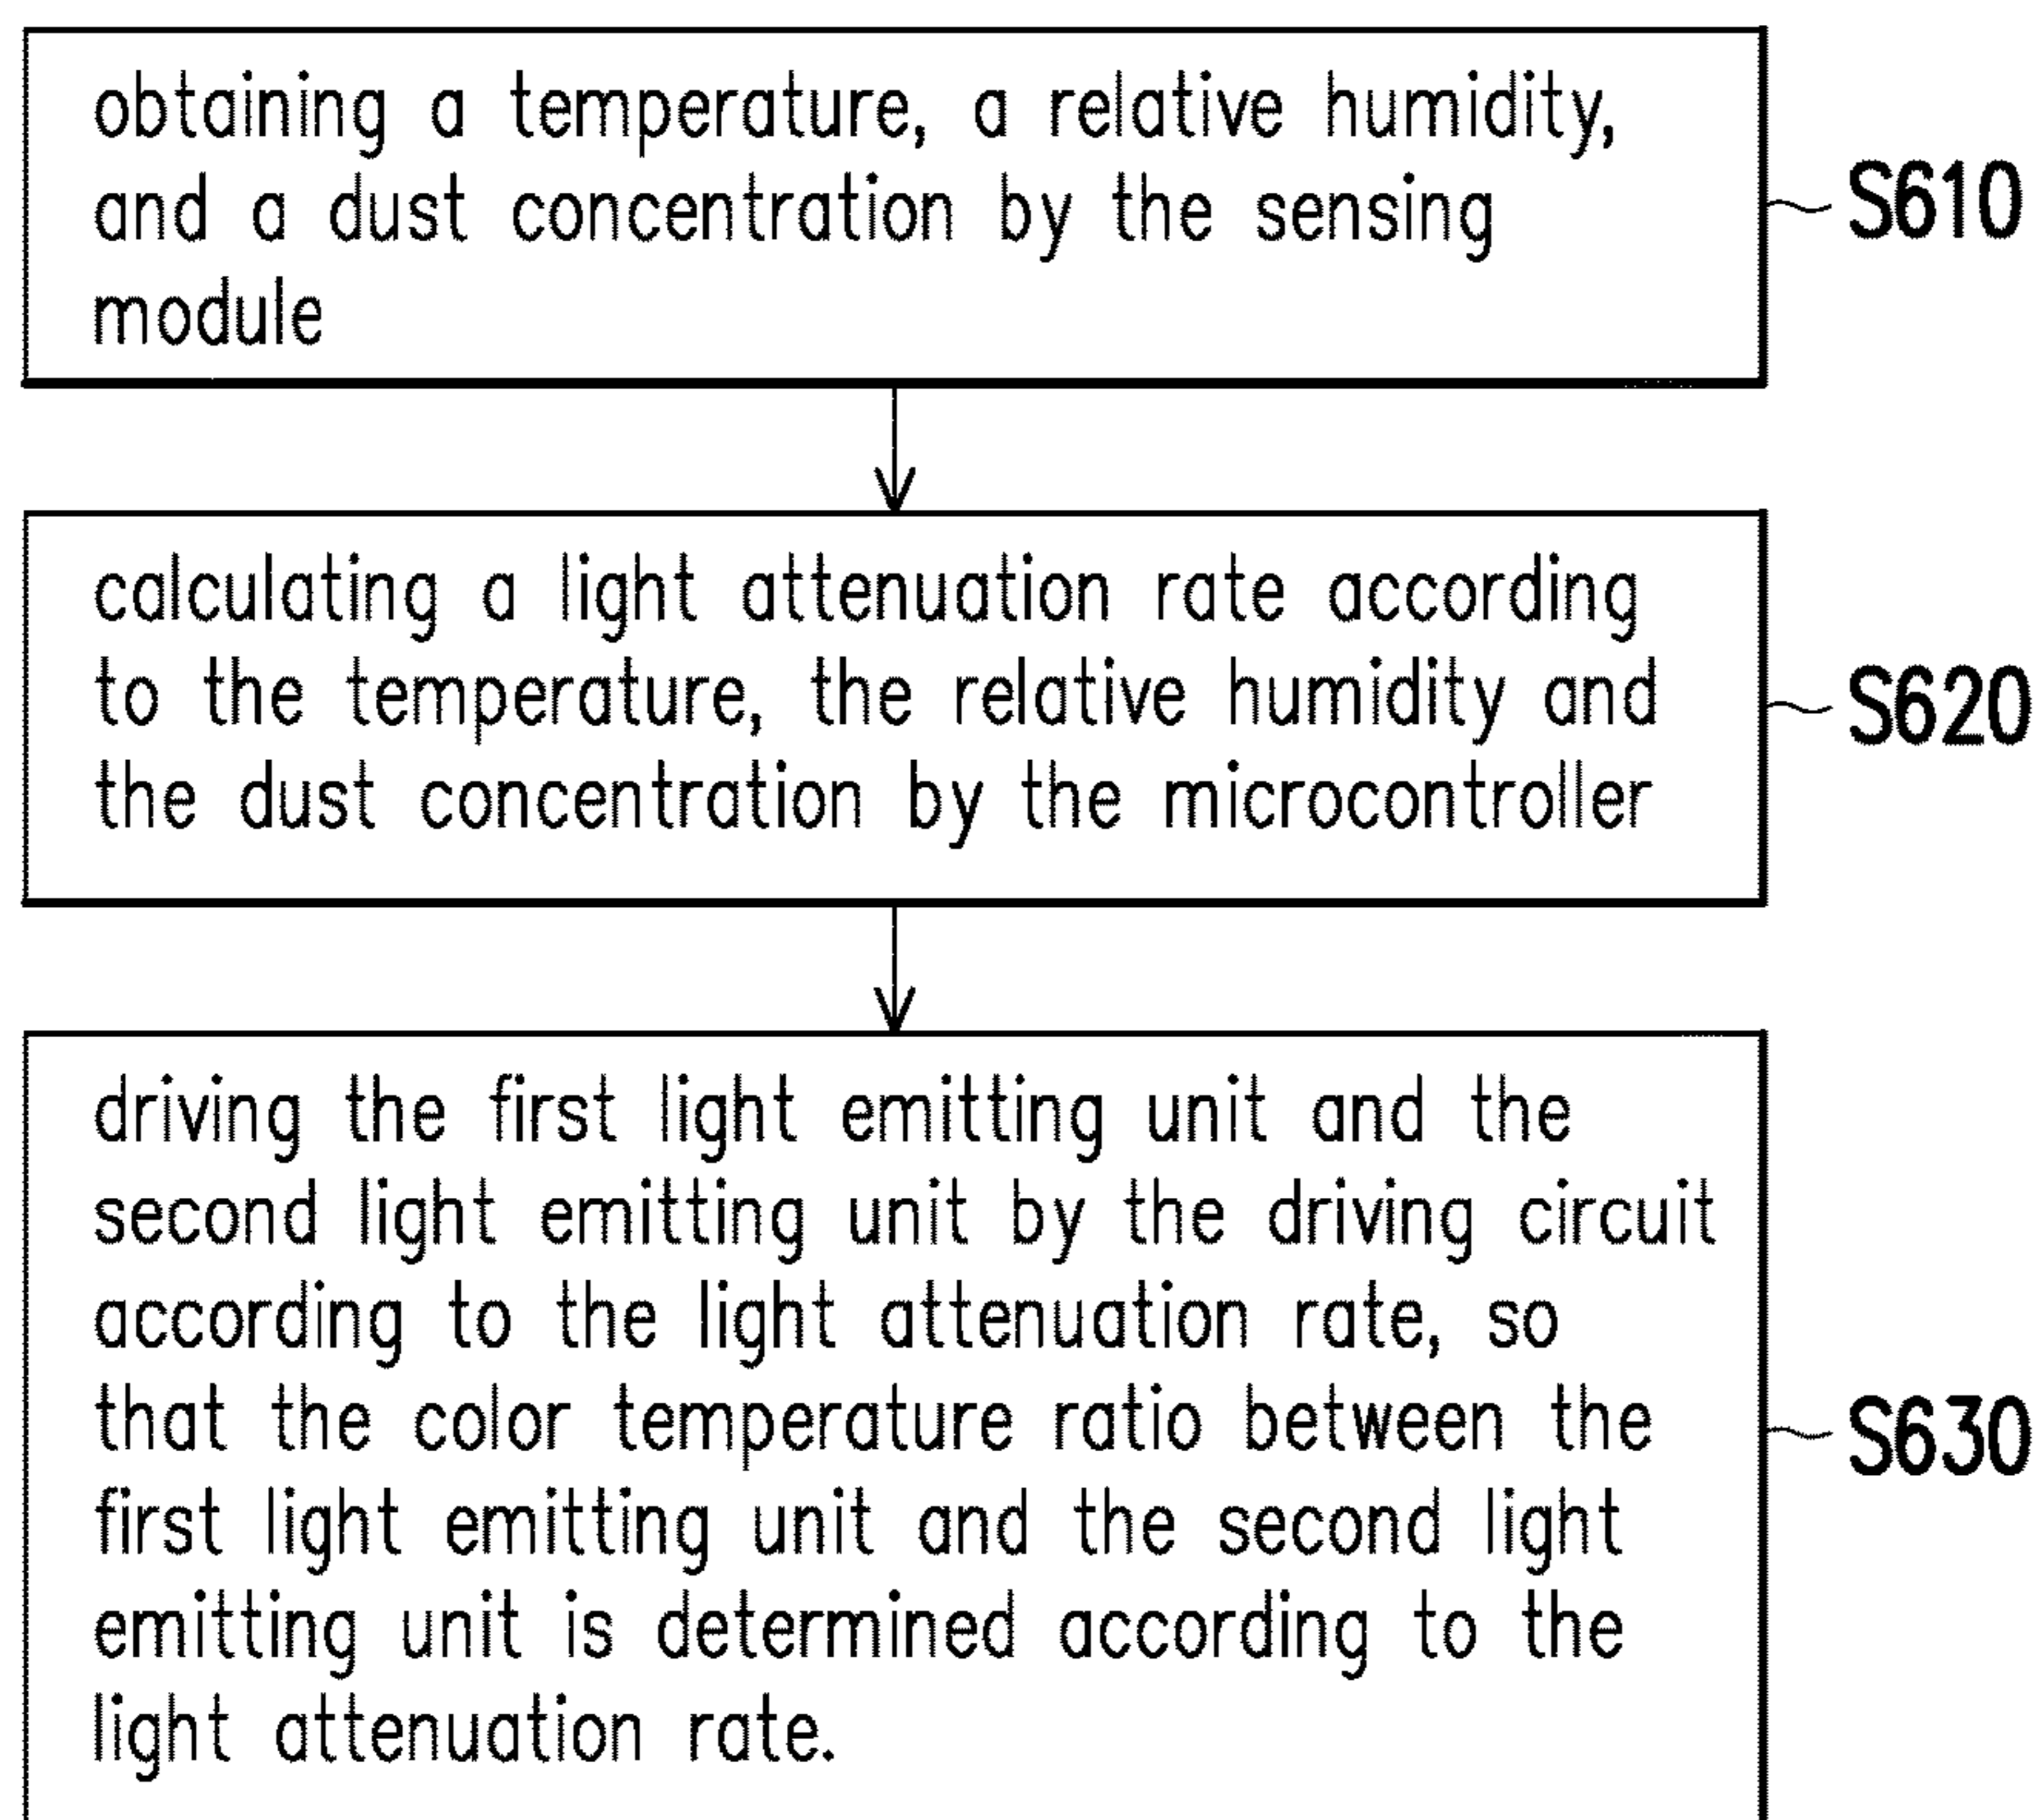 obtaining a temperature, a relative humidity,
and a dust concentration by the sensing
module
S610
calculating a light attenuation rate according
to the temperature, the relative humidity and
the dust concentration by the microcontroller
S620
driving the first light emitting unit and the
second light emitting unit by the driving circuit
according to the light attenuation rate, so
that the color temperature ratio between the
first light emitting unit and the second light
emitting unit is determined according to the
light attenuation rate.
S630